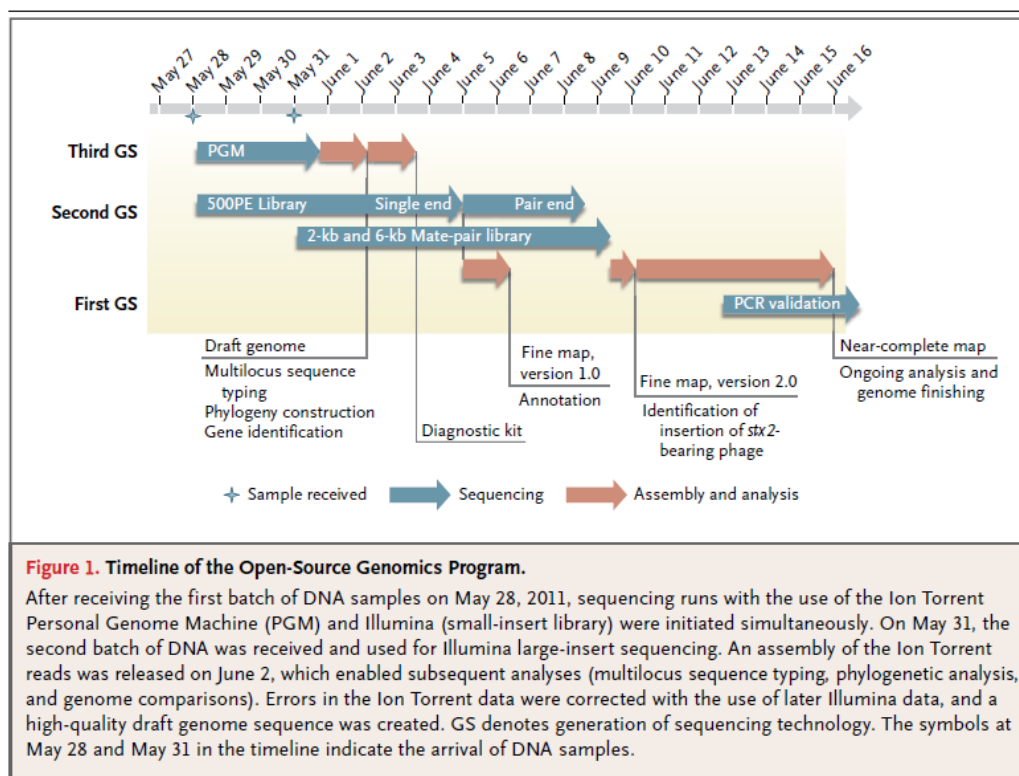 May 27
May 28
May 29
May 30
May 31
June 1
June 2
June 3
June 4
June 5
June 6
June 7
June 8
June 9
June 10
June 11
June 12
June 13
June 14
June 15
June 16
Third GS
PGM
Second GS
500PE Library
Single end
Pair end
2-kb and 6-kb Mate-pair library
First GS
PCR validation
Draft genome
Multilocus sequence
typing
Phylogeny construction
Gene identification
Diagnostic kit
Fine map,
version 1.0
Annotation
Fine map, version 2.0
Identification of
insertion of stx2-
bearing phage
Near-complete map
Ongoing analysis and
genome finishing
Sample received
Sequencing
Assembly and analysis
Figure 1. Timeline of the Open-Source Genomics Program.
After receiving the first batch of DNA samples on May 28, 2011, sequencing runs with the use of the Ion Torrent
Personal Genome Machine (PGM) and Illumina (small-insert library) were initiated simultaneously. On May 31, the
second batch of DNA was received and used for Illumina large-insert sequencing. An assembly of the Ion Torrent
reads was released on June 2, which enabled subsequent analyses (multilocus sequence typing, phylogenetic analysis,
and genome comparisons). Errors in the Ion Torrent data were corrected with the use of later Illumina data, and a
high-quality draft genome sequence was created. GS denotes generation of sequencing technology. The symbols at
May 28 and May 31 in the timeline indicate the arrival of DNA samples.